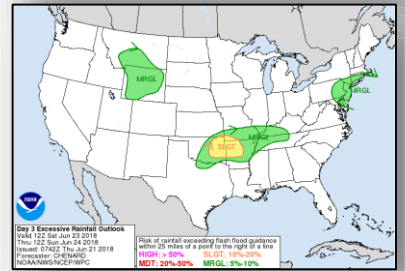 MRGL
MRGL
MRGL
SLGT
NOAA
Day 3 Excessive Rainfall Outlook
Valid 12Z Sat Jun 23 2018
Thru 12Z Sun Jun 24 2018
Issued: 0742Z Thu Jun 21 2018
Forecaster: CHENARD
NOAA/NWS/NCEP/WPC
Risk of rainfall exceeding flash flood guidance
within 25 miles of a point to the right of a line
HIGH: > 50% SLGT: 10%-20%
MDT: 20%-50% MRGL: 5%-10%